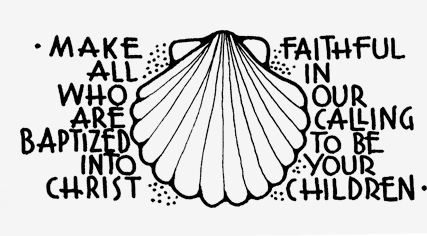 · MAKE
ALL
WHO
ARE
BAPTIZED
INTO
CHRIST
FAITHFUL
IN
OUR
CALLING
TO BE
YOUR
CHILDREN ·